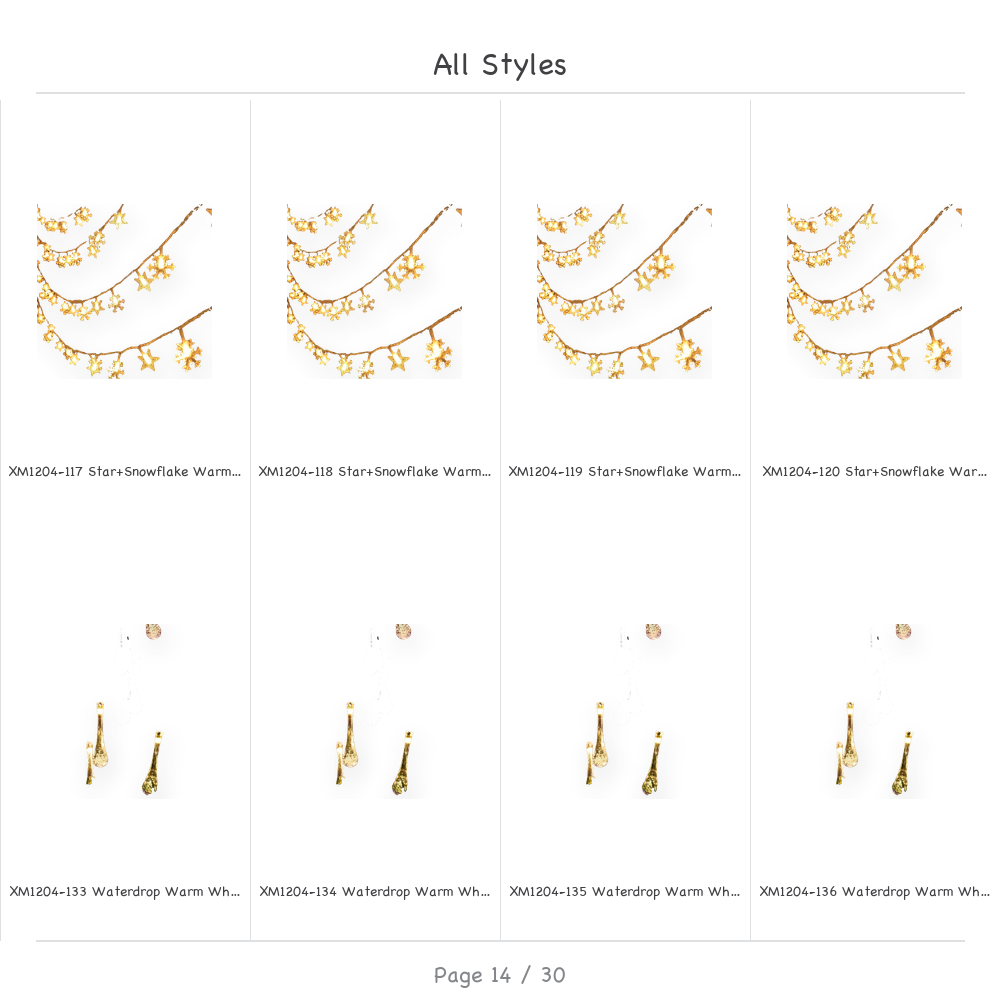 All Styles
XM1204-117 Star+Snowflake Warm...
XM1204-118 Star+Snowflake Warm...
XM1204-119 Star+Snowflake Warm...
XM1204-120 Star+Snowflake War...
XM1204-133 Waterdrop Warm Wh...
XM1204-134 Waterdrop Warm Wh...
XM1204-135 Waterdrop Warm Wh...
XM1204-136 Waterdrop Warm Wh...
Page 14 / 30